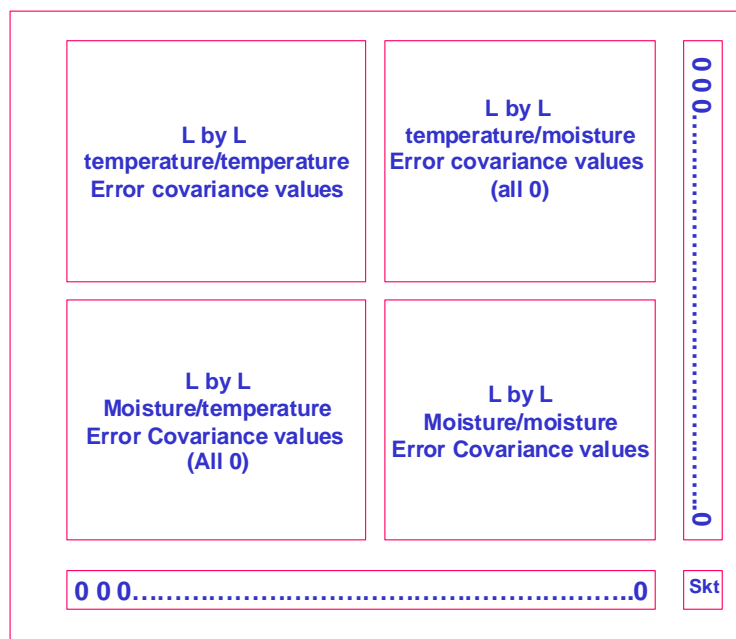 L by L
temperature/temperature
Error covariance values
L by L
temperature/moisture
Error covariance values
(all 0)
0 0 0……………………………………………..0
L by L
Moisture/temperature
Error Covariance values
(All 0)
L by L
Moisture/moisture
Error Covariance values
0 0 0…………………………………………………..0
Skt